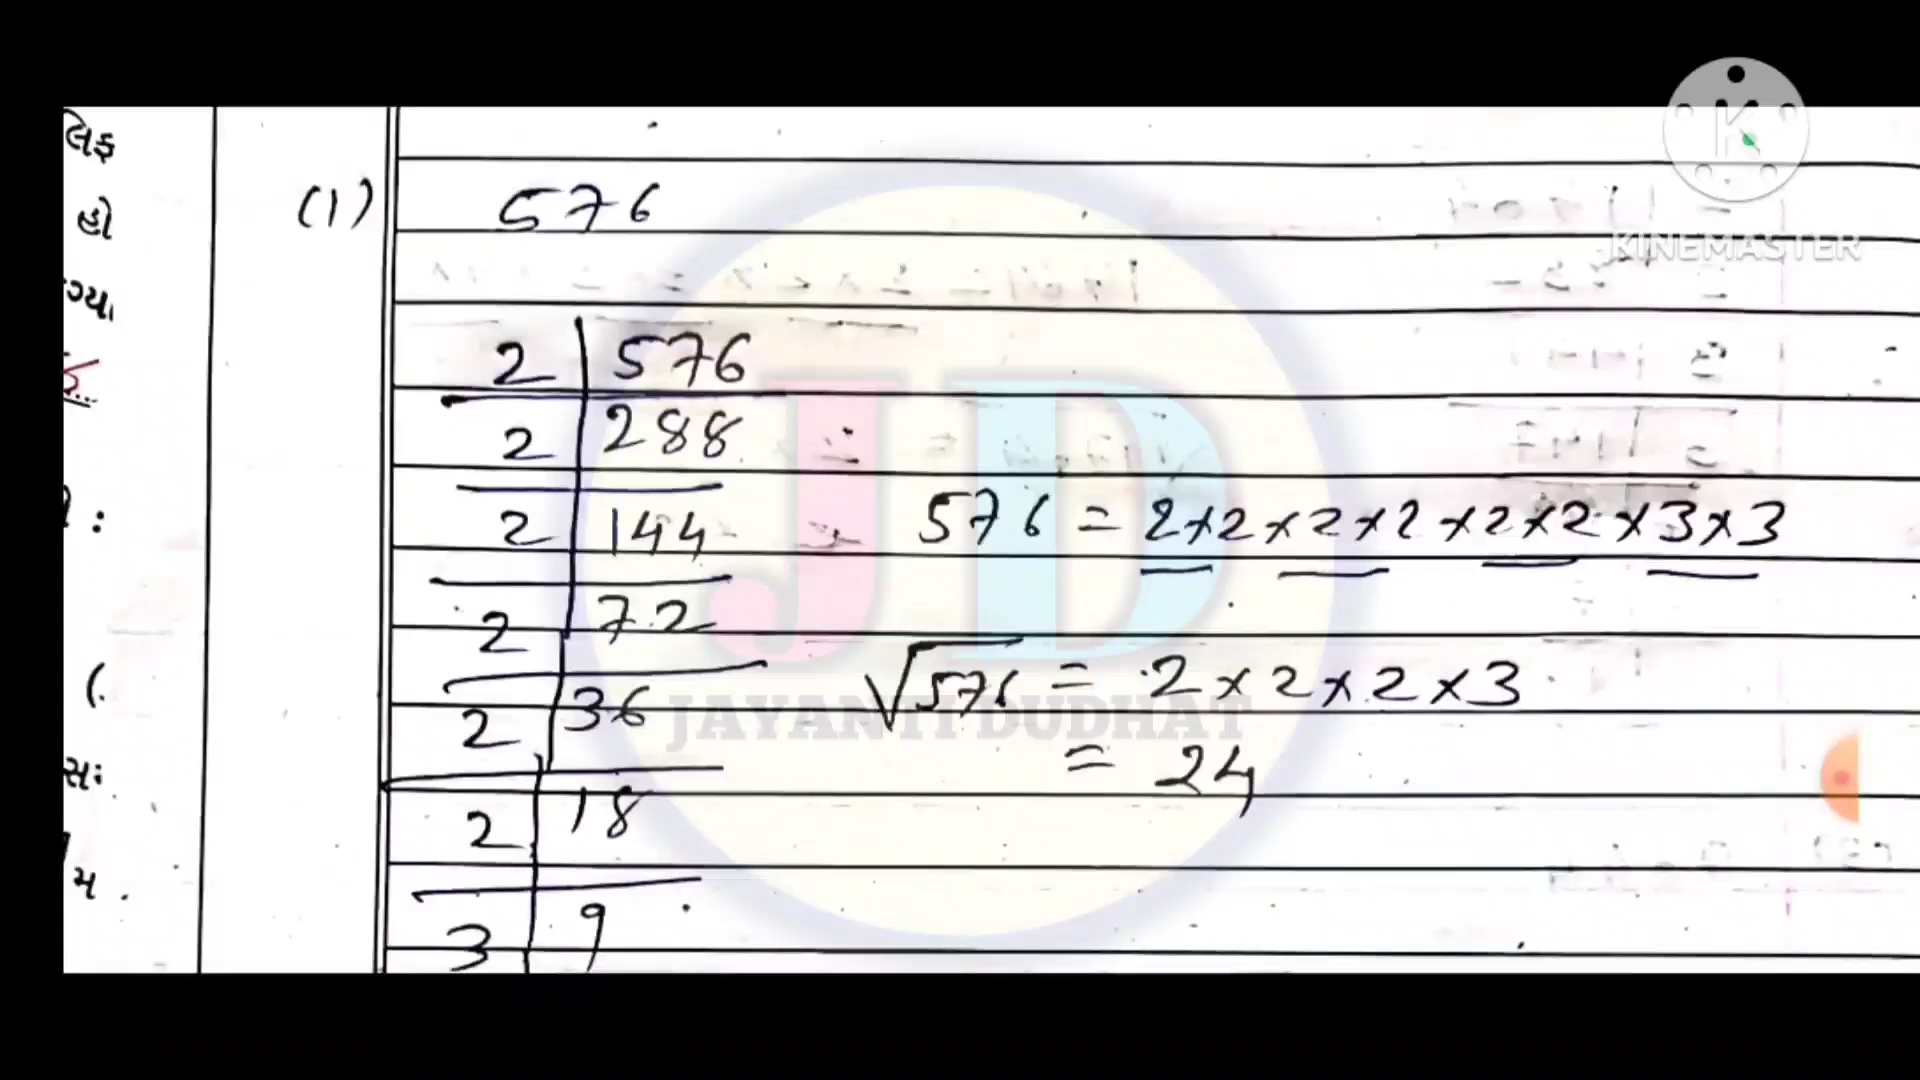 લિફ
હો
(1) 576
ગ્યા
2 | 576
2 | 288
2 | 144
576 = 2×2×2×2×2×2×3×3
2 | 72
√576 = 2×2×2×3
2 | 36
= 24
2 | 18
3 | 9
સઃ
મ .
JD
JAYANTI DUDHAT
K
KINEMASTER